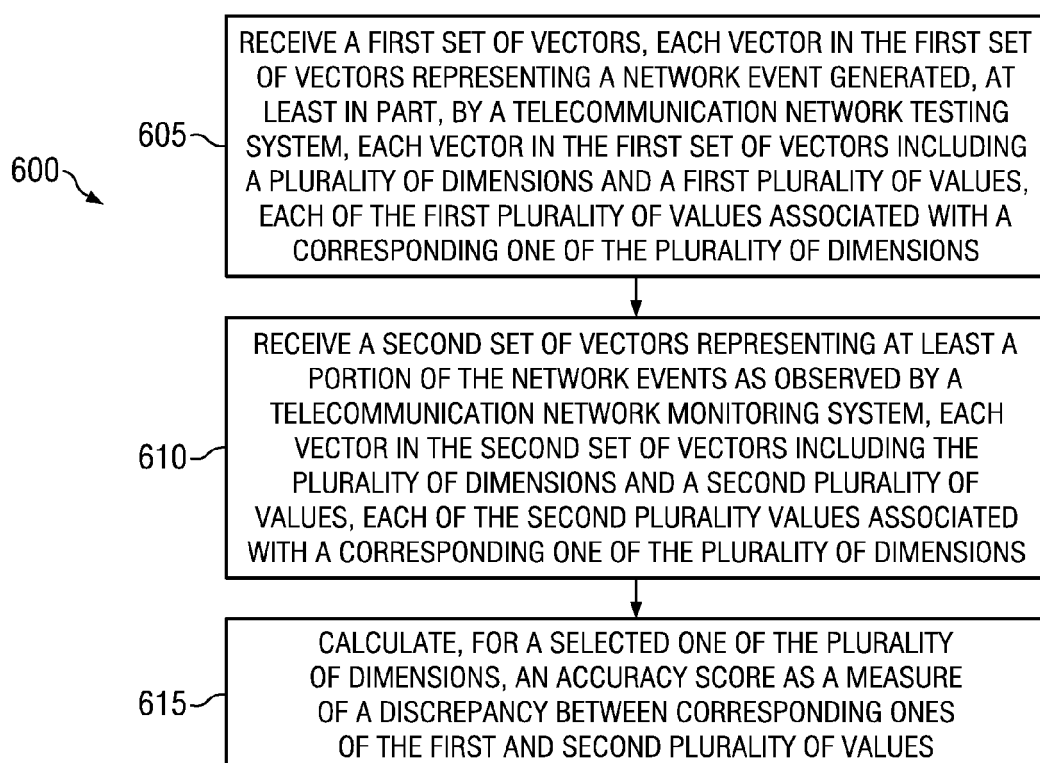 600
605
RECEIVE A FIRST SET OF VECTORS, EACH VECTOR IN THE FIRST SET
OF VECTORS REPRESENTING A NETWORK EVENT GENERATED, AT
LEAST IN PART, BY A TELECOMMUNICATION NETWORK TESTING
SYSTEM, EACH VECTOR IN THE FIRST SET OF VECTORS INCLUDING
A PLURALITY OF DIMENSIONS AND A FIRST PLURALITY OF VALUES,
EACH OF THE FIRST PLURALITY OF VALUES ASSOCIATED WITH A
CORRESPONDING ONE OF THE PLURALITY OF DIMENSIONS
610
RECEIVE A SECOND SET OF VECTORS REPRESENTING AT LEAST A
PORTION OF THE NETWORK EVENTS AS OBSERVED BY A
TELECOMMUNICATION NETWORK MONITORING SYSTEM, EACH
VECTOR IN THE SECOND SET OF VECTORS INCLUDING THE
PLURALITY OF DIMENSIONS AND A SECOND PLURALITY OF
VALUES, EACH OF THE SECOND PLURALITY VALUES ASSOCIATED
WITH A CORRESPONDING ONE OF THE PLURALITY OF DIMENSIONS
615
CALCULATE, FOR A SELECTED ONE OF THE PLURALITY
OF DIMENSIONS, AN ACCURACY SCORE AS A MEASURE
OF A DISCREPANCY BETWEEN CORRESPONDING ONES
OF THE FIRST AND SECOND PLURALITY OF VALUES